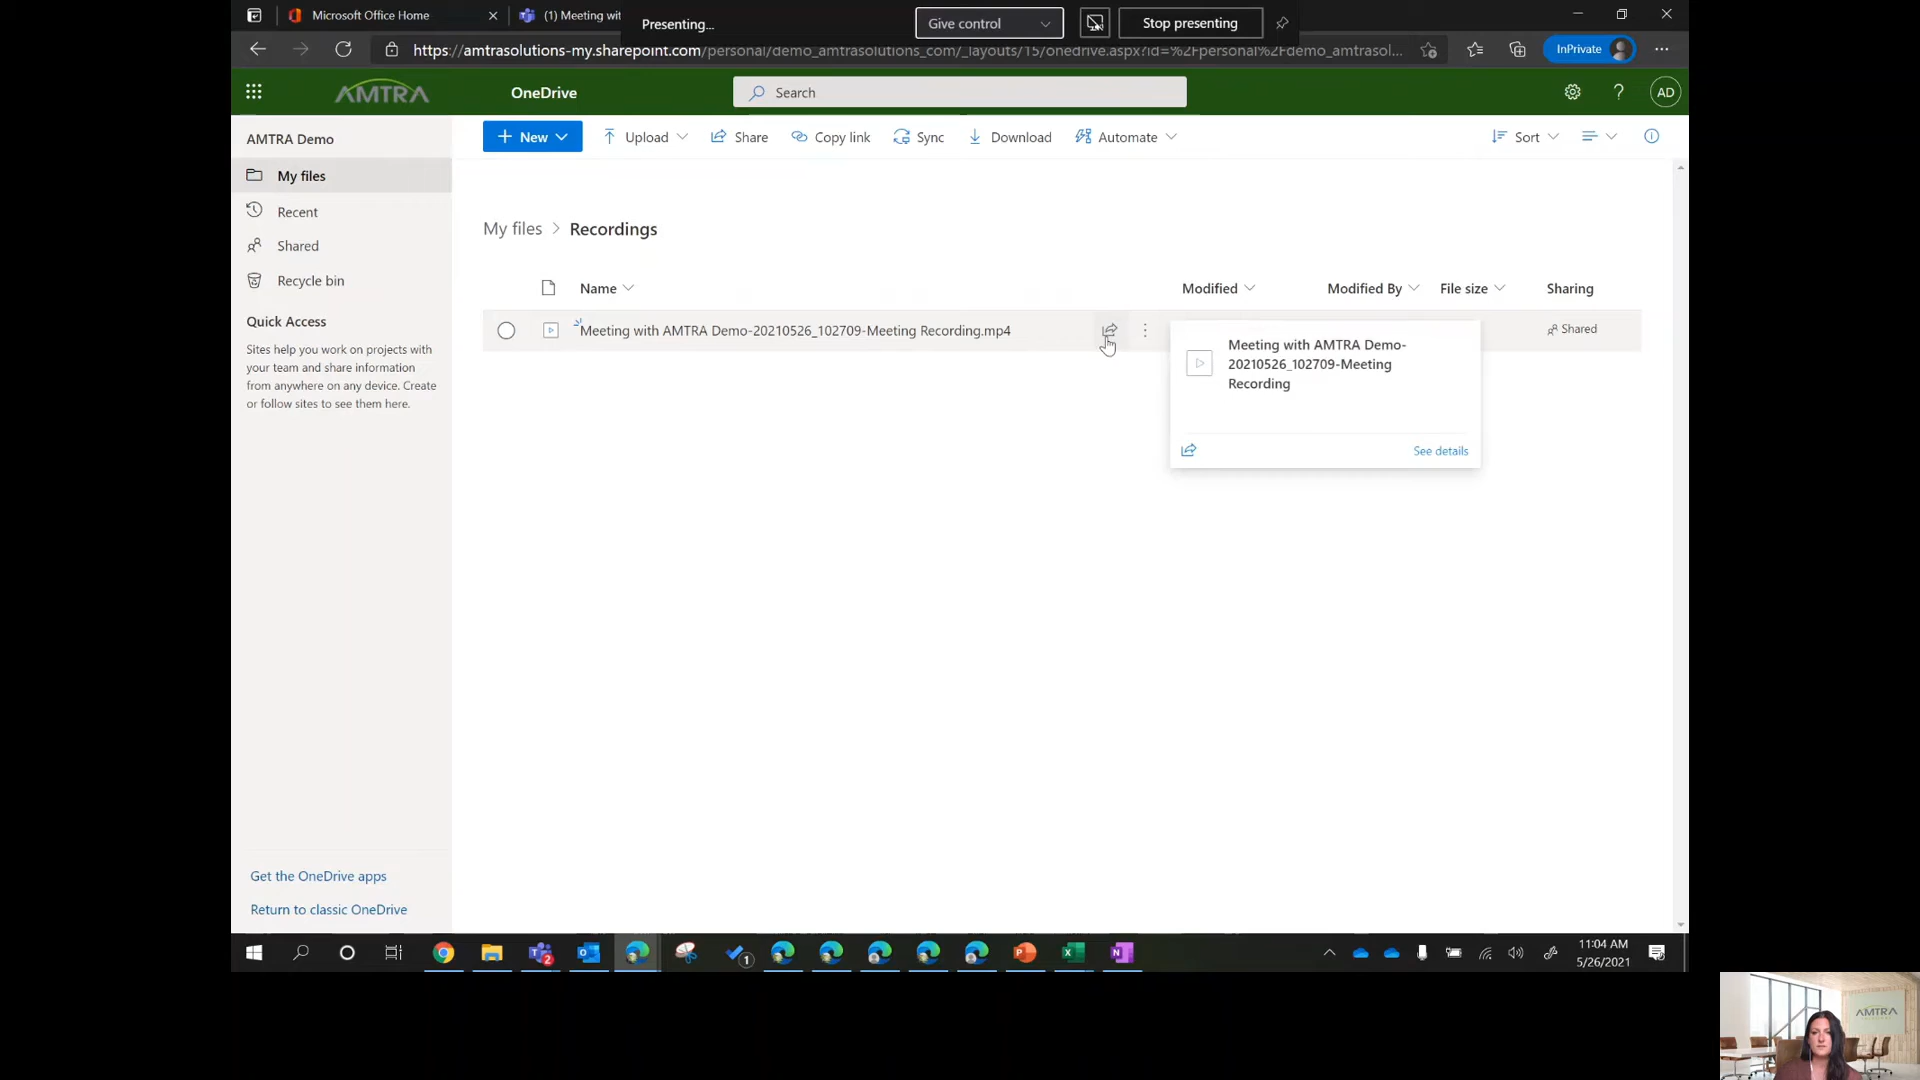 Microsoft Office Home
(1) Meeting wit
Presenting...
Give control
Stop presenting
https://amtrasolutions-my.sharepoint.com/personal/demo_amtrasolutions_com/_layouts/15/onedrive.aspx?id=%2Fpersonal%2Fdemo_amtrasol...
InPrivate
AMTRA
OneDrive
Search
?
AD
AMTRA Demo
New
Upload
Share
Copy link
Sync
Download
Automate
Sort
My files
Recent
Shared
Recycle bin
Quick Access
Sites help you work on projects with
your team and share information
from anywhere on any device. Create
or follow sites to see them here.
My files > Recordings
Name
Modified
Modified By
File size
Sharing
Meeting with AMTRA Demo-20210526_102709-Meeting Recording.mp4
Shared
Meeting with AMTRA Demo-
20210526_102709-Meeting
Recording
See details
Get the OneDrive apps
Return to classic OneDrive
2
1
11:04 AM
5/26/2021
AMTRA